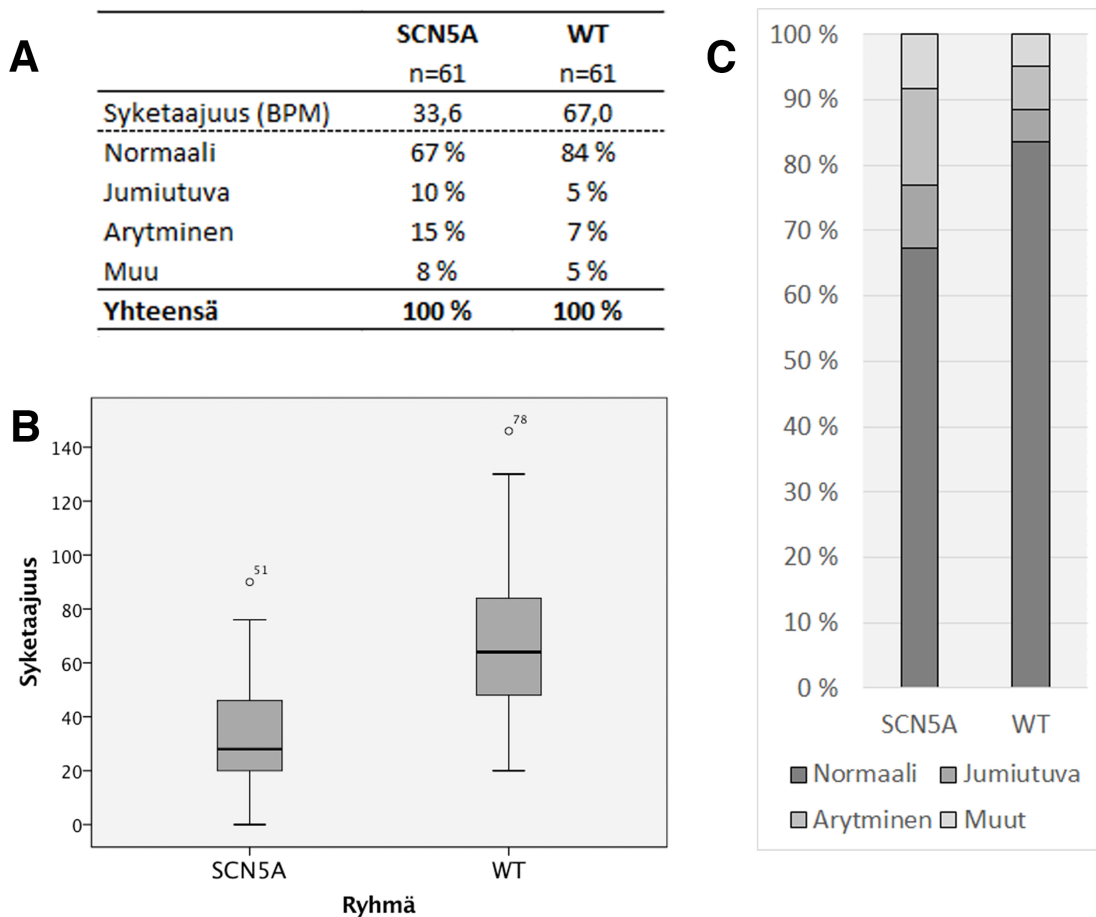 A
SCN5A WT
n=61 n=61
Syketaajuus (BPM) 33,6 67,0
Normaali 67 % 84 %
Jumiutuva 10 % 5 %
Arytminen 15 % 7 %
Muu 8 % 5 %
Yhteensä 100 % 100 %
B
Syketaajuus
140
120
100
80
60
40
20
0
51
78
SCN5A WT
Ryhmä
C
100 %
90 %
80 %
70 %
60 %
50 %
40 %
30 %
20 %
10 %
0 %
SCN5A WT
Normaali Jumiutuva
Arytminen Muut